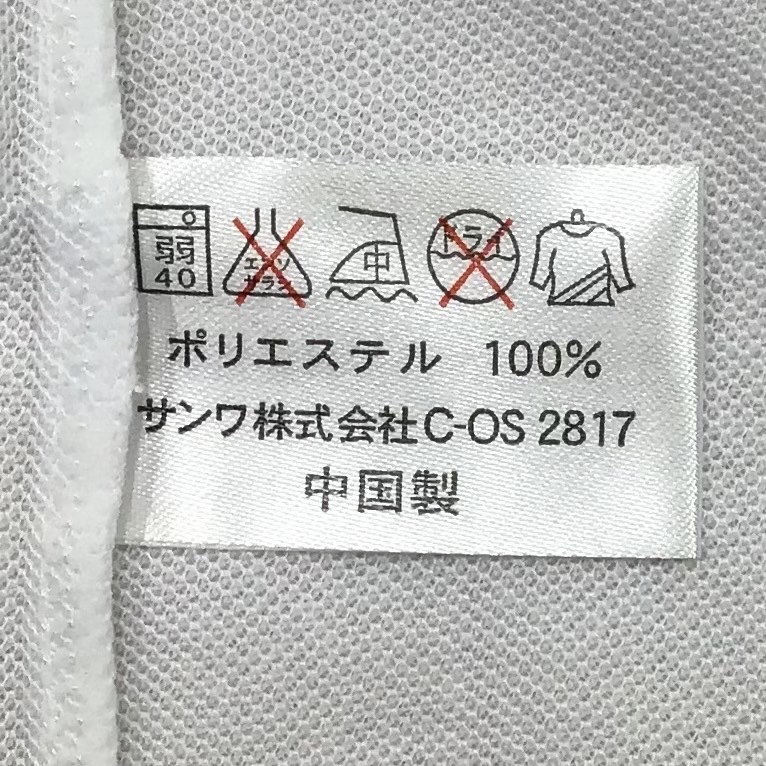 弱 40 エンソ サラシ 中 ドライ
ポリエステル 100%
サンワ株式会社C-OS 2817
中国製